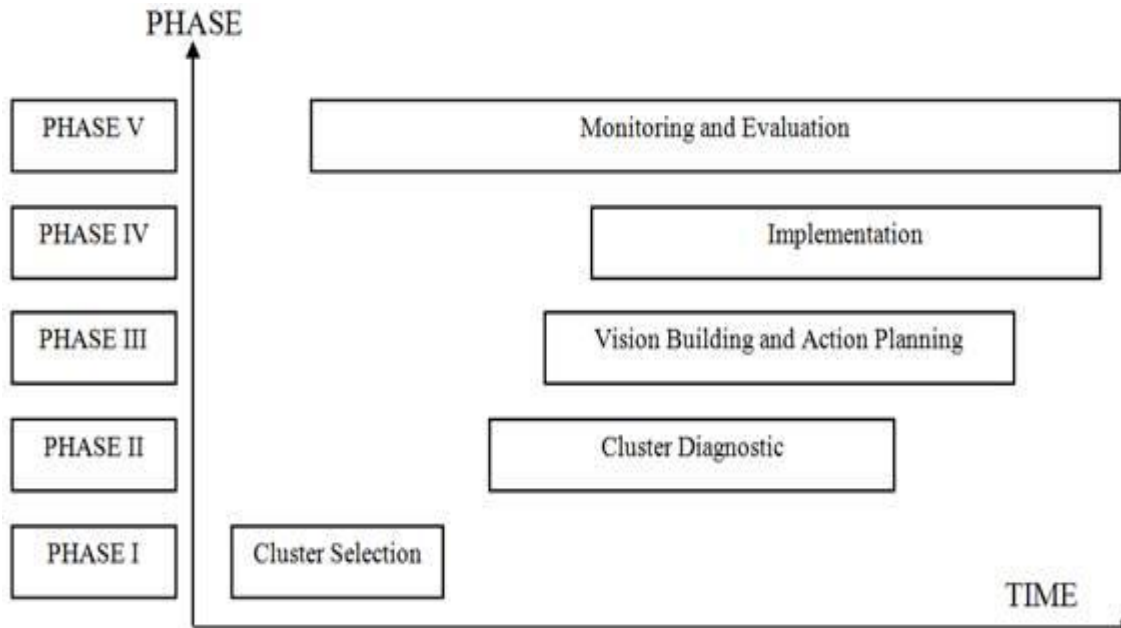 PHASE
PHASE V
Monitoring and Evaluation
PHASE IV
Implementation
PHASE III
Vision Building and Action Planning
PHASE II
Cluster Diagnostic
PHASE I
Cluster Selection
TIME